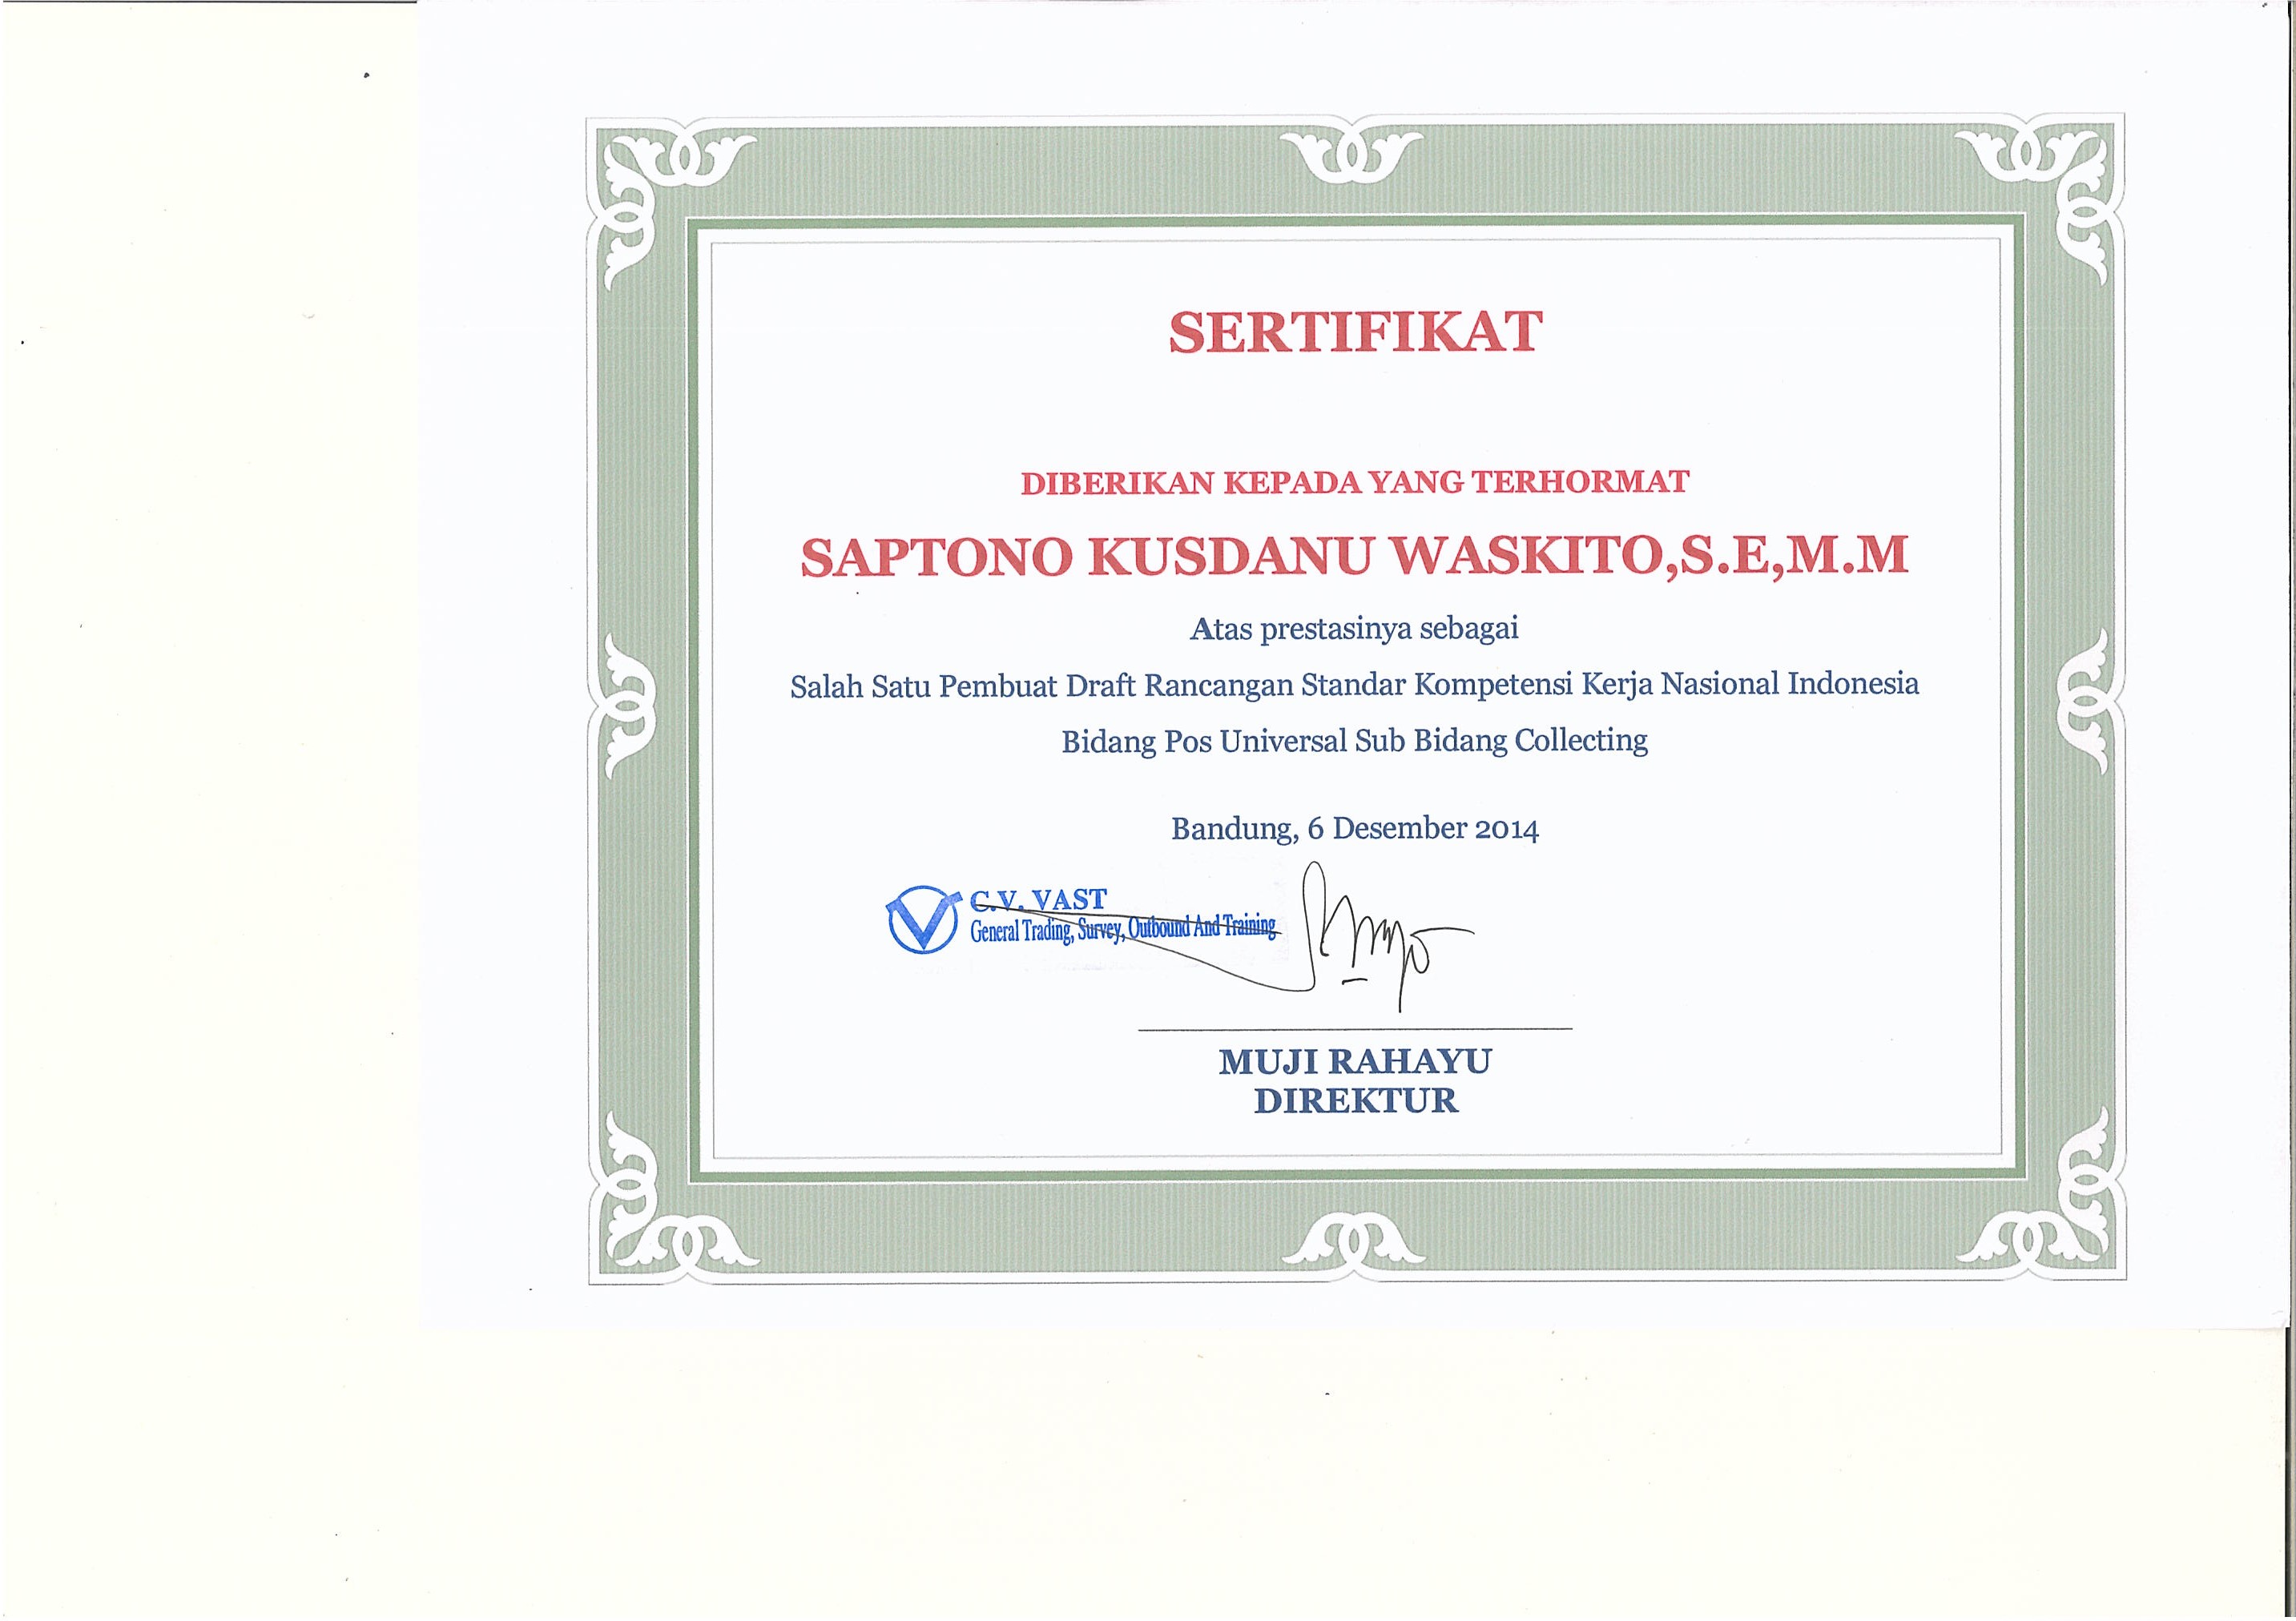 SERTIFIKAT
DIBERIKAN KEPADA YANG TERHORMAT
SAPTONO KUSDANU WASKITO,S.E,M.M
Atas prestasinya sebagai
Salah Satu Pembuat Draft Rancangan Standar Kompetensi Kerja Nasional Indonesia
Bidang Pos Universal Sub Bidang Collecting
Bandung, 6 Desember 2014
C.V. VAST
General Trading, Survey, Outbound And Training
MUJI RAHAYU
DIREKTUR